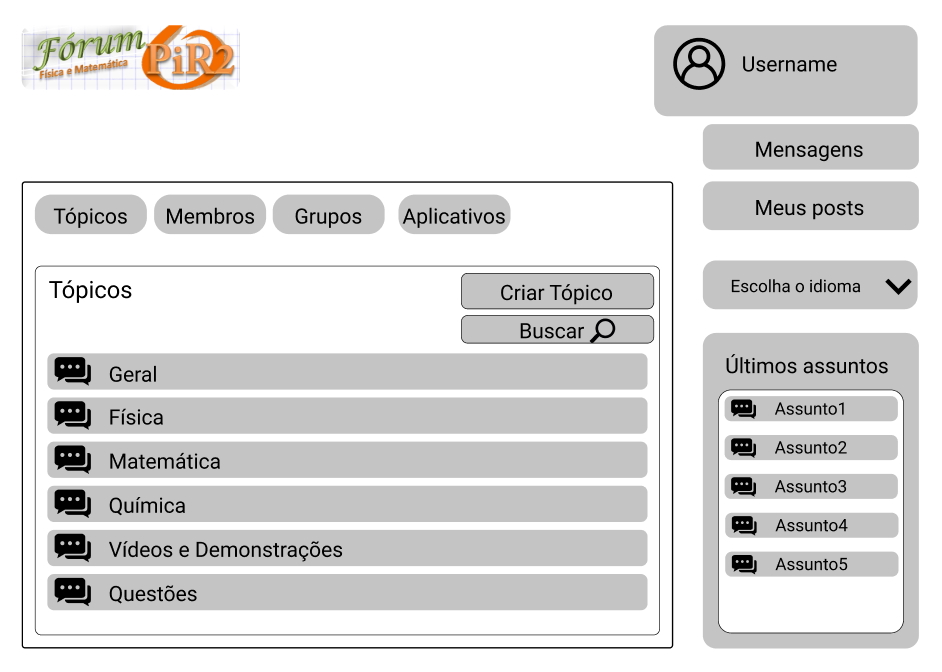 Fórum
Física e Matemática
PiR2
Username
Mensagens
Meus posts
Tópicos
Membros
Grupos
Aplicativos
Escolha o idioma
Tópicos
Criar Tópico
Buscar
Geral
Física
Matemática
Química
Vídeos e Demonstrações
Questões
Últimos assuntos
Assunto1
Assunto2
Assunto3
Assunto4
Assunto5